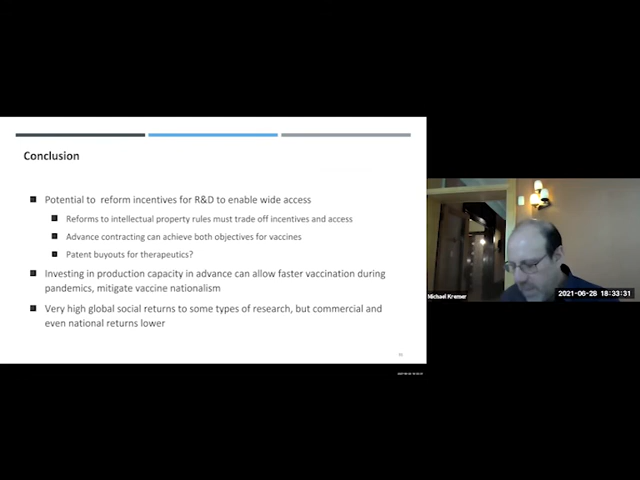 Conclusion
Potential to reform incentives for R&D to enable wide access
Reforms to intellectual property rules must trade off incentives and access
Advance contracting can achieve both objectives for vaccines
Patent buyouts for therapeutics?
Investing in production capacity in advance can allow faster vaccination during
pandemics, mitigate vaccine nationalism
Very high global social returns to some types of research, but commercial and
even national returns lower
Michael Kremer
2021-06-28 18:33:31